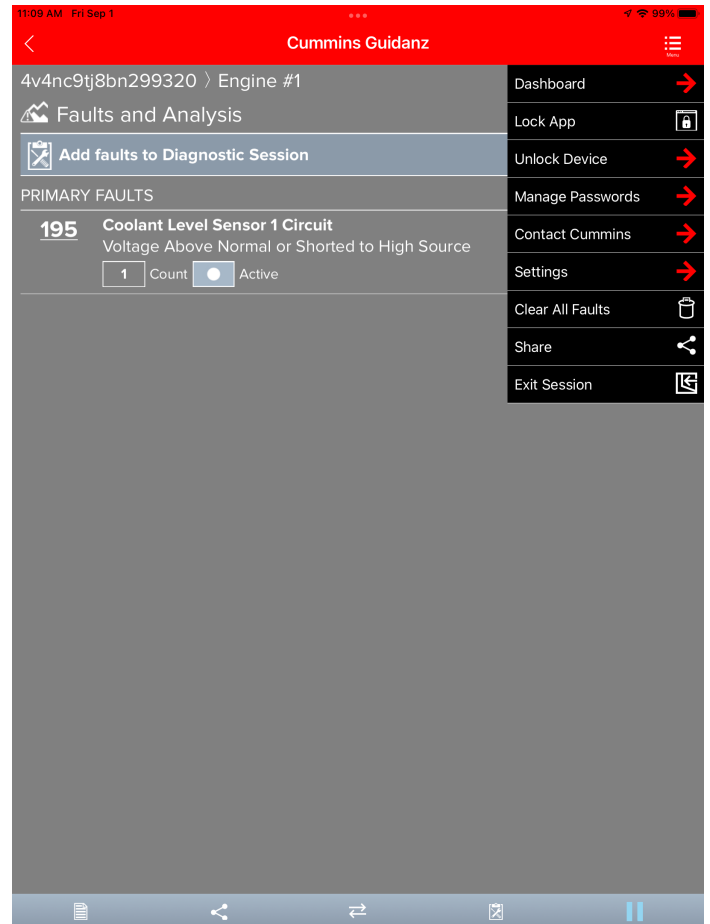 11:09 AM Fri Sep 1
99%
Cummins Guidanz
Menu
4v4nc9tj8bn299320 〉Engine #1
Faults and Analysis
Add faults to Diagnostic Session
PRIMARY FAULTS
195 Coolant Level Sensor 1 Circuit
Voltage Above Normal or Shorted to High Source
1 Count Active
Dashboard
Lock App
Unlock Device
Manage Passwords
Contact Cummins
Settings
Clear All Faults
Share
Exit Session